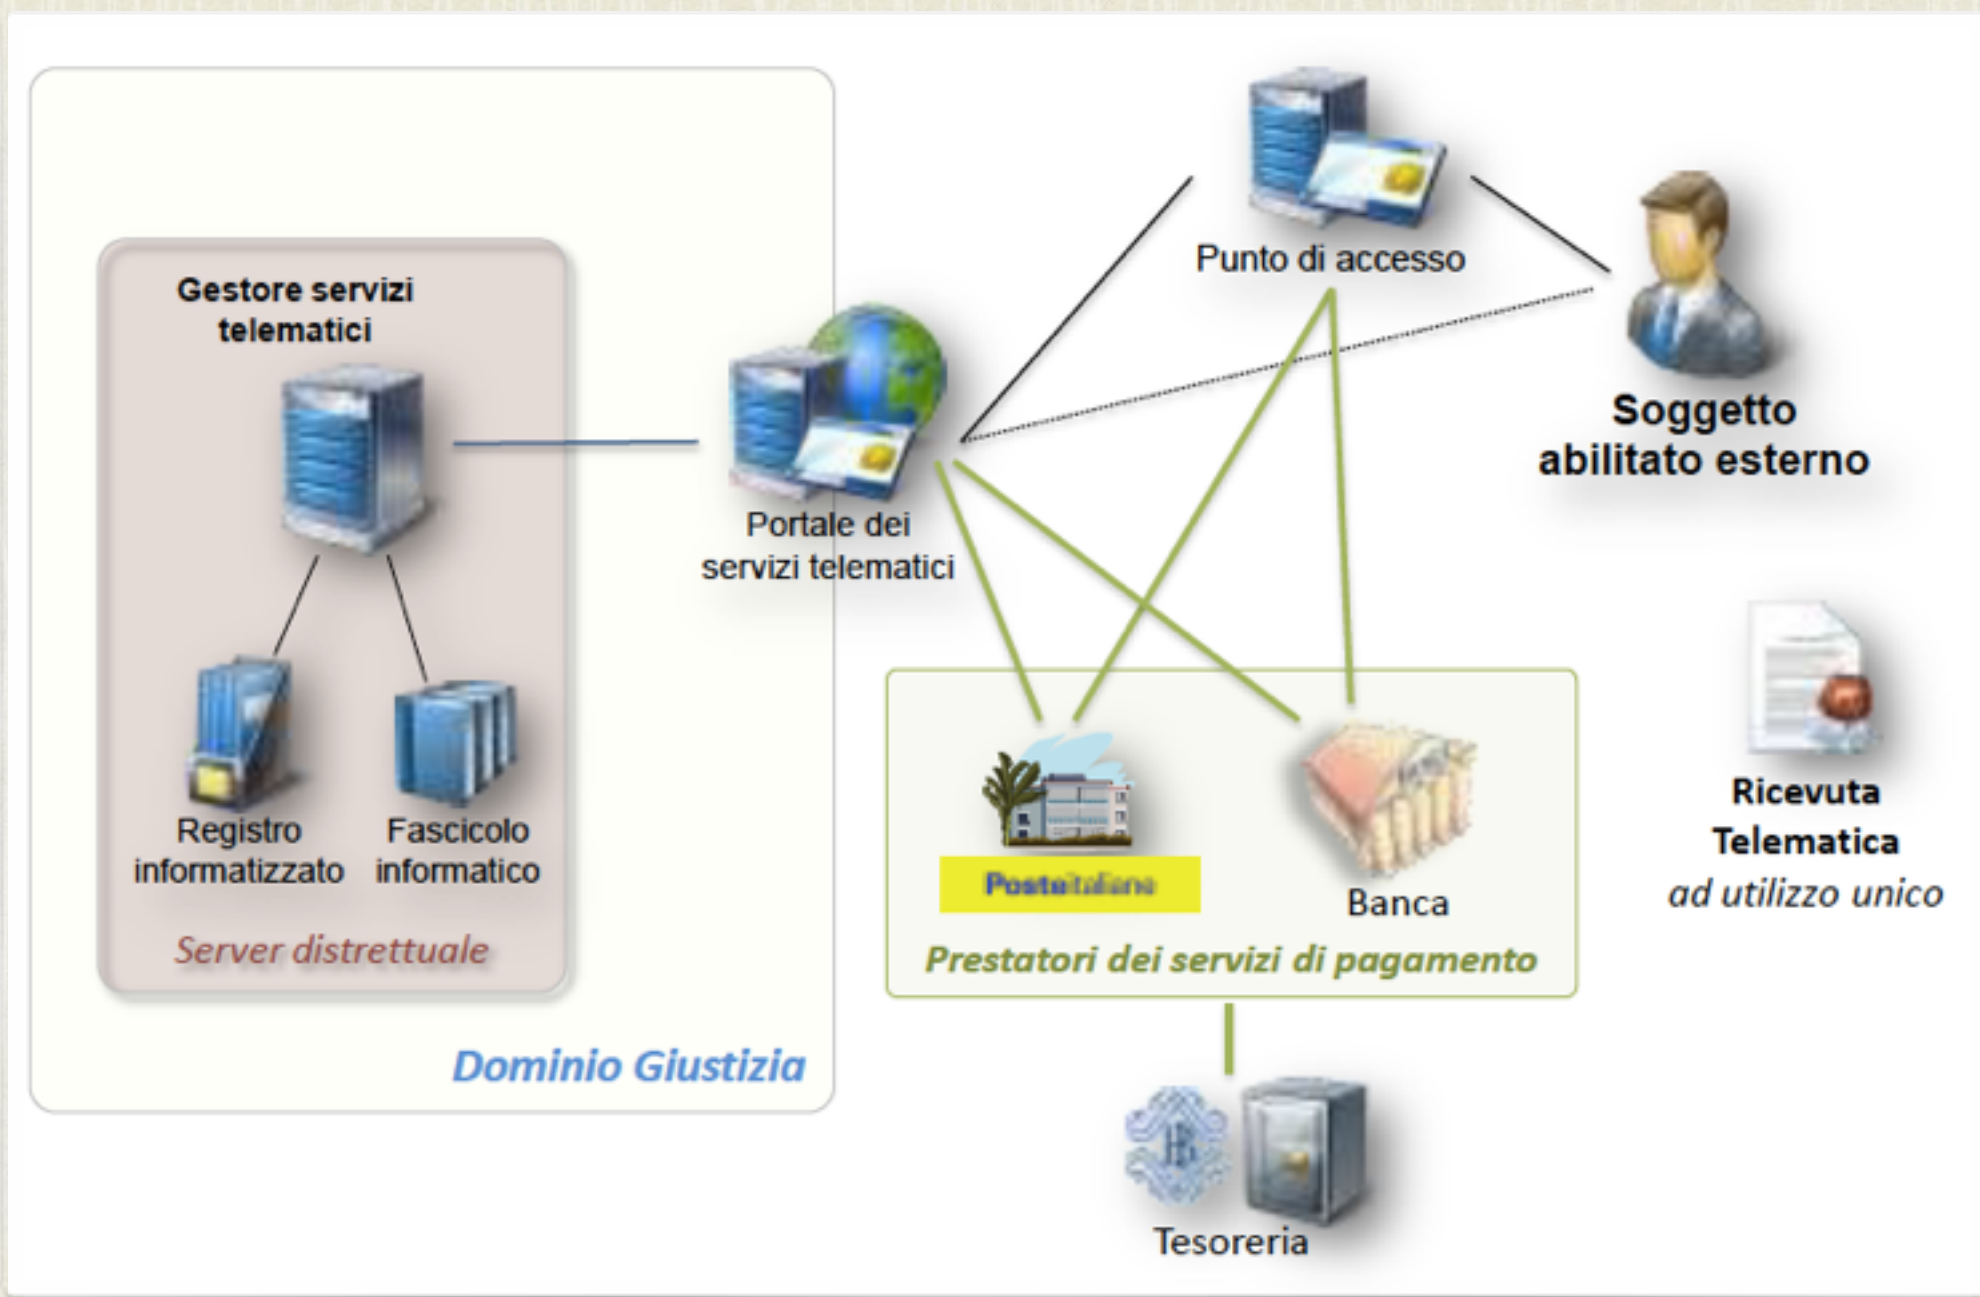 Punto di accesso
Gestore servizi
telematici
Soggetto
abilitato esterno
Portale dei
servizi telematici
Registro
informatizzato
Fascicolo
informatico
Server distrettuale
Dominio Giustizia
Posteitaliane
Banca
Prestatori dei servizi di pagamento
Ricevuta
Telematica
ad utilizzo unico
Tesoreria